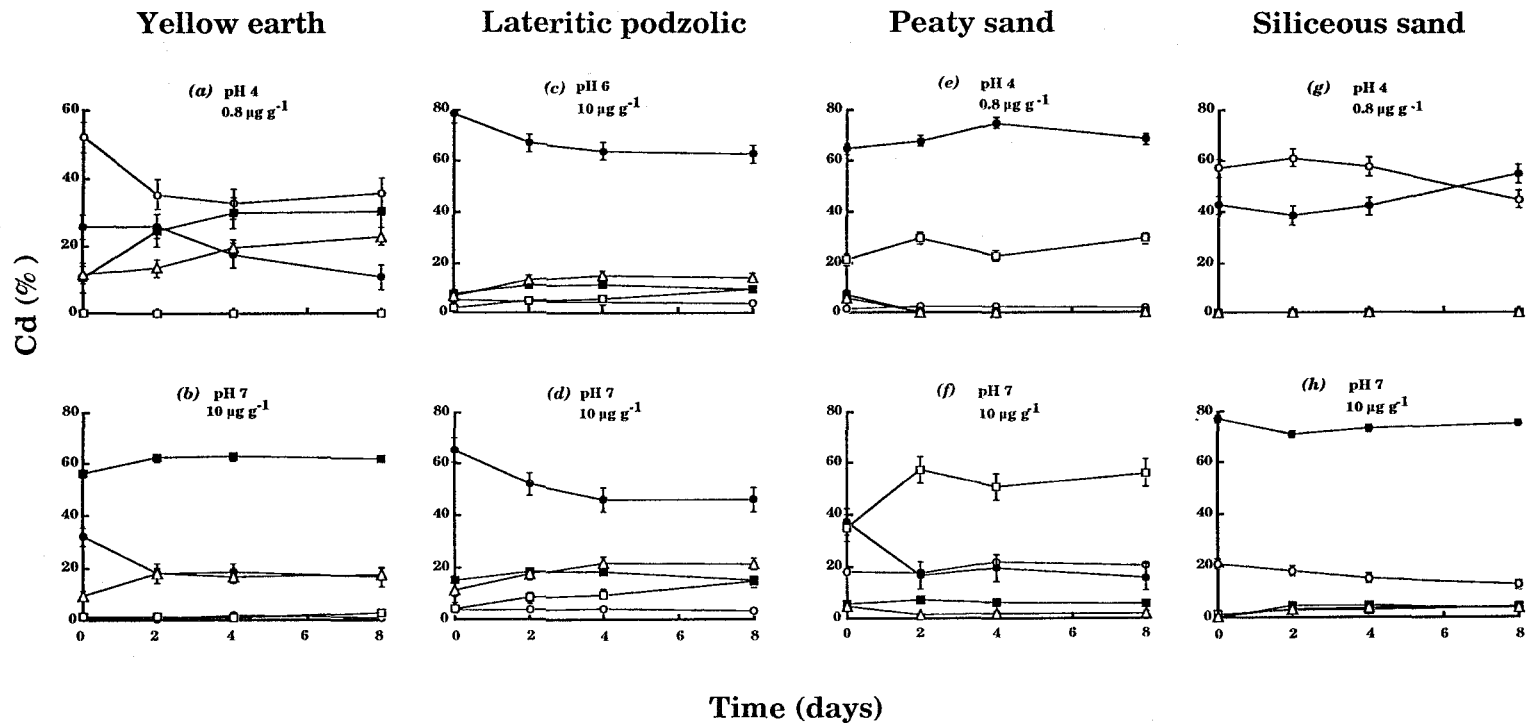 Yellow earth Lateritic podzolic Peaty sand Siliceous sand
(a) pH 4
0.8 µg g-1
(c) pH 6
10 µg g-1
(e) pH 4
0.8 µg g-1
(g) pH 4
0.8 µg g-1
60
40
20
0
80
60
40
20
0
80
60
40
20
0
80
60
40
20
0
Cd (%)
(b) pH 7
10 µg g-1
(d) pH 7
10 µg g-1
(f) pH 7
10 µg g-1
(h) pH 7
10 µg g-1
80
60
40
20
0
80
60
40
20
0
80
60
40
20
0
80
60
40
20
0
0 2 4 6 8
0 2 4 6 8
0 2 4 6 8
0 2 4 6 8
Time (days)